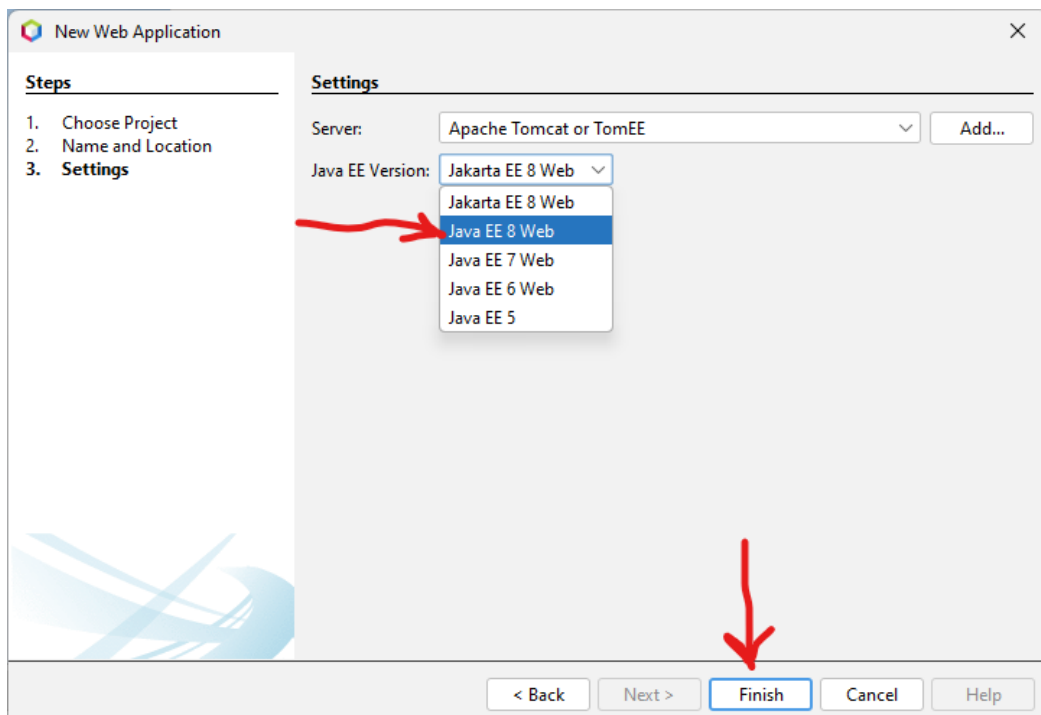 New Web Application
Steps
1. Choose Project
2. Name and Location
3. Settings
Settings
Server: Apache Tomcat or TomEE Add...
Java EE Version: Jakarta EE 8 Web
Jakarta EE 8 Web
Java EE 8 Web
Java EE 7 Web
Java EE 6 Web
Java EE 5
< Back Next > Finish Cancel Help